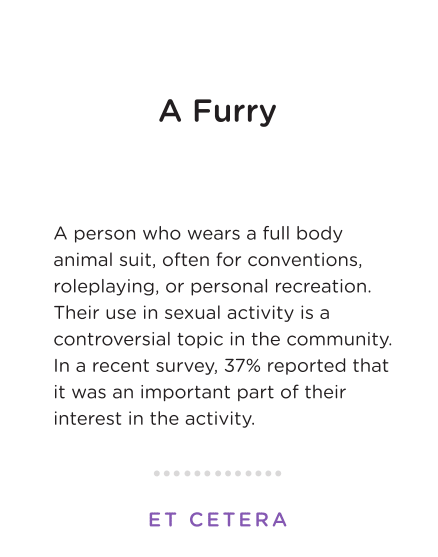 A Furry
A person who wears a full body
animal suit, often for conventions,
roleplaying, or personal recreation.
Their use in sexual activity is a
controversial topic in the community.
In a recent survey, 37% reported that
it was an important part of their
interest in the activity.
ET CETERA